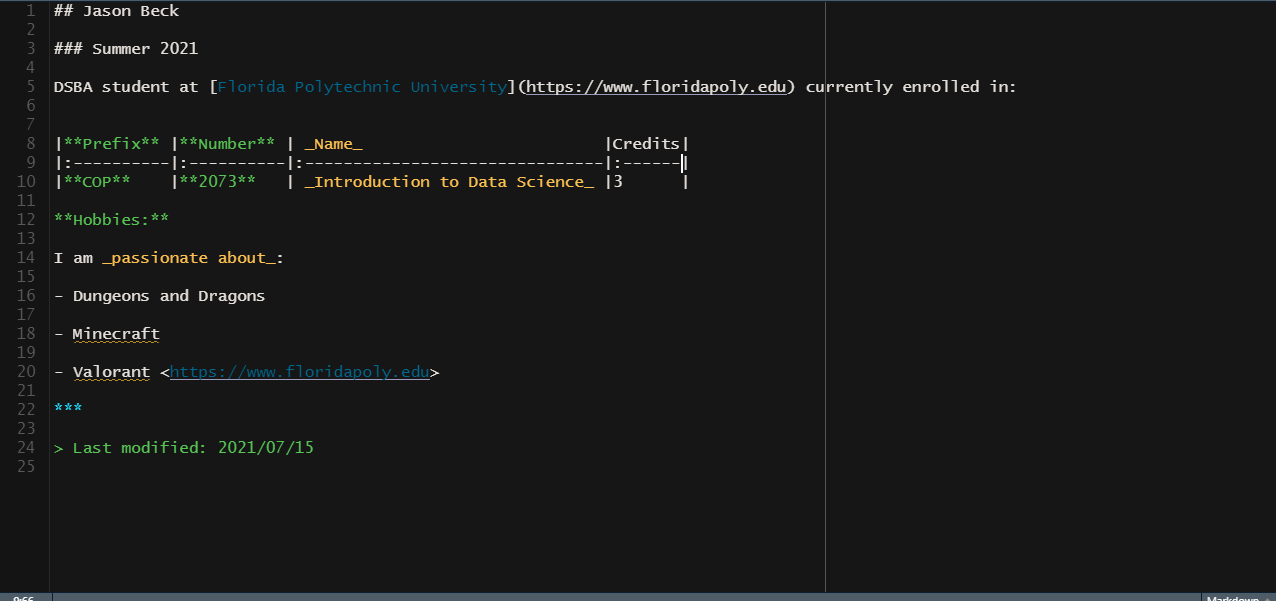 1 ## Jason Beck
2
3 ### Summer 2021
4
5 DSBA student at [Florida Polytechnic University](https://www.floridapoly.edu) currently enrolled in:
6
7
8 |**Prefix** |**Number** | _Name_                         |Credits|
9 |:----------|:----------|:-------------------------------|:------|
10 |**COP**    |**2073**   | _Introduction to Data Science_ |3      |
11
12 **Hobbies:**
13
14 I am _passionate about_:
15
16 - Dungeons and Dragons
17
18 - Minecraft
19
20 - Valorant <https://www.floridapoly.edu>
21
22 ***
23
24 > Last modified: 2021/07/15
25
9:66 Markdown